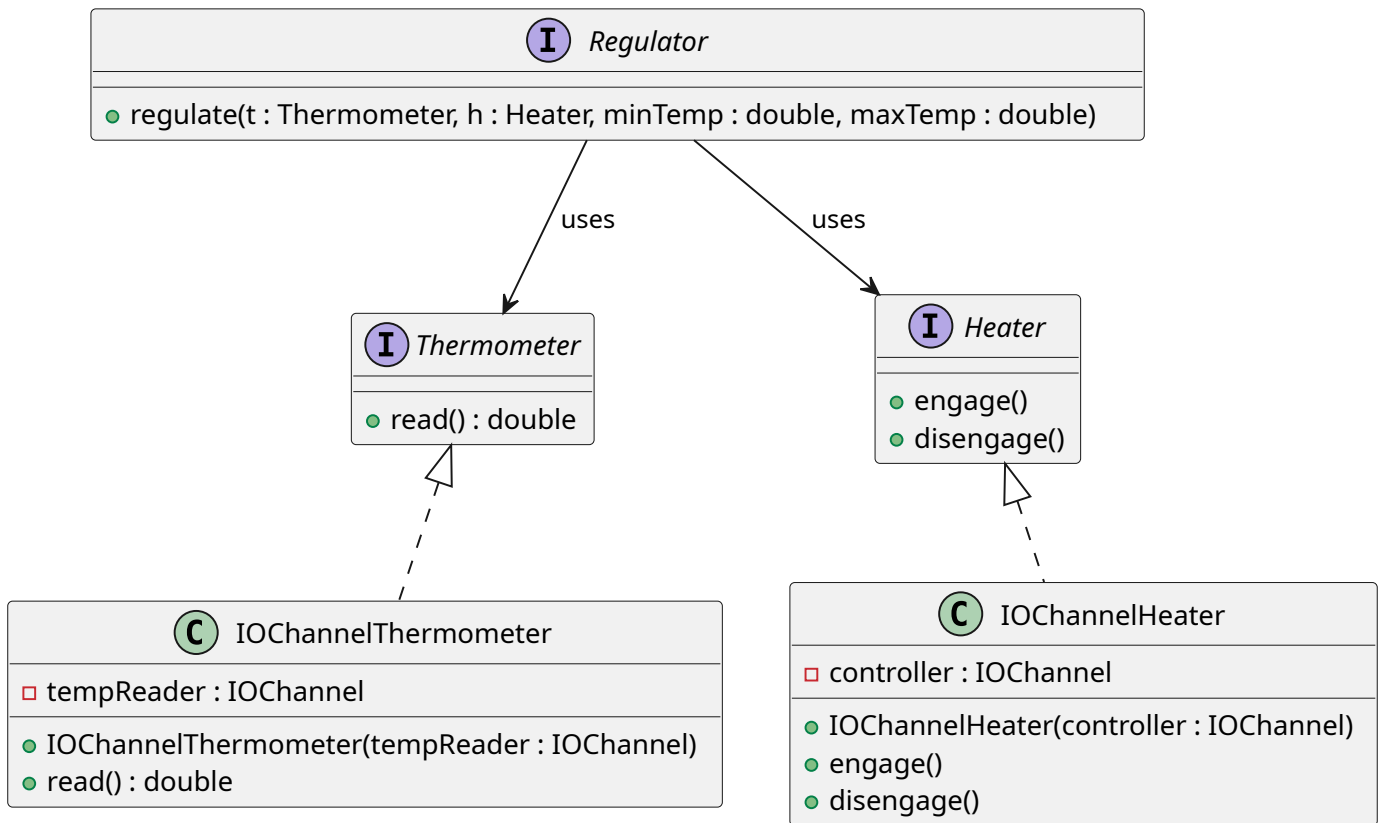 I Regulator
regulate(t : Thermometer, h : Heater, minTemp : double, maxTemp : double)
uses
uses
I Thermometer
read() : double
I Heater
engage()
disengage()
C IOChannelThermometer
tempReader : IOChannel
IOChannelThermometer(tempReader : IOChannel)
read() : double
C IOChannelHeater
controller : IOChannel
IOChannelHeater(controller : IOChannel)
engage()
disengage()